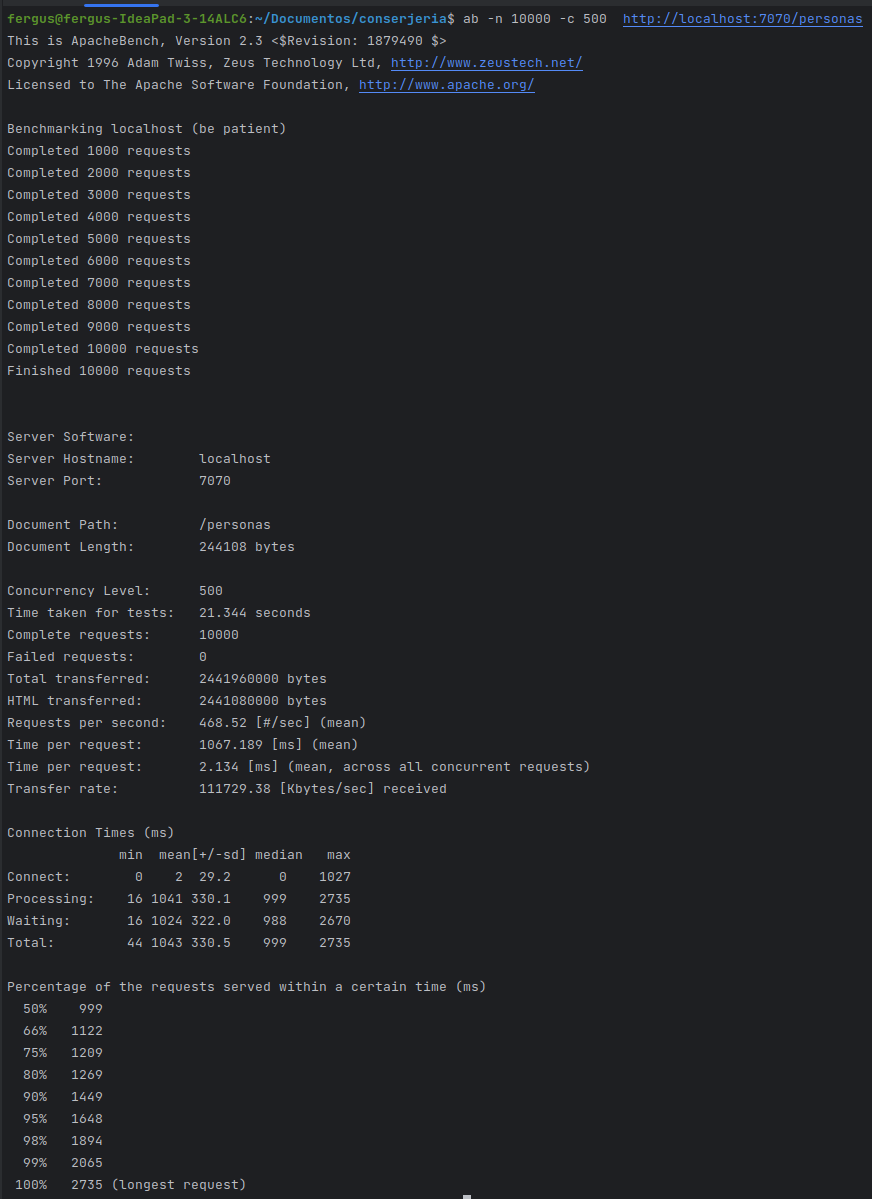 fergus@fergus-IdeaPad-3-14ALC6:~/Documentos/conserjeria$ ab -n 10000 -c 500  http://localhost:7070/personas
This is ApacheBench, Version 2.3 <$Revision: 1879490 $>
Copyright 1996 Adam Twiss, Zeus Technology Ltd, http://www.zeustech.net/
Licensed to The Apache Software Foundation, http://www.apache.org/

Benchmarking localhost (be patient)
Completed 1000 requests
Completed 2000 requests
Completed 3000 requests
Completed 4000 requests
Completed 5000 requests
Completed 6000 requests
Completed 7000 requests
Completed 8000 requests
Completed 9000 requests
Completed 10000 requests
Finished 10000 requests


Server Software:
Server Hostname:        localhost
Server Port:            7070

Document Path:          /personas
Document Length:        244108 bytes

Concurrency Level:      500
Time taken for tests:   21.344 seconds
Complete requests:      10000
Failed requests:        0
Total transferred:      2441960000 bytes
HTML transferred:       2441080000 bytes
Requests per second:    468.52 [#/sec] (mean)
Time per request:       1067.189 [ms] (mean)
Time per request:       2.134 [ms] (mean, across all concurrent requests)
Transfer rate:          111729.38 [Kbytes/sec] received

Connection Times (ms)
              min  mean[+/-sd] median   max
Connect:        0    2  29.2      0    1027
Processing:    16 1041 330.1    999    2735
Waiting:       16 1024 322.0    988    2670
Total:         44 1043 330.5    999    2735

Percentage of the requests served within a certain time (ms)
  50%    999
  66%   1122
  75%   1209
  80%   1269
  90%   1449
  95%   1648
  98%   1894
  99%   2065
 100%   2735 (longest request)